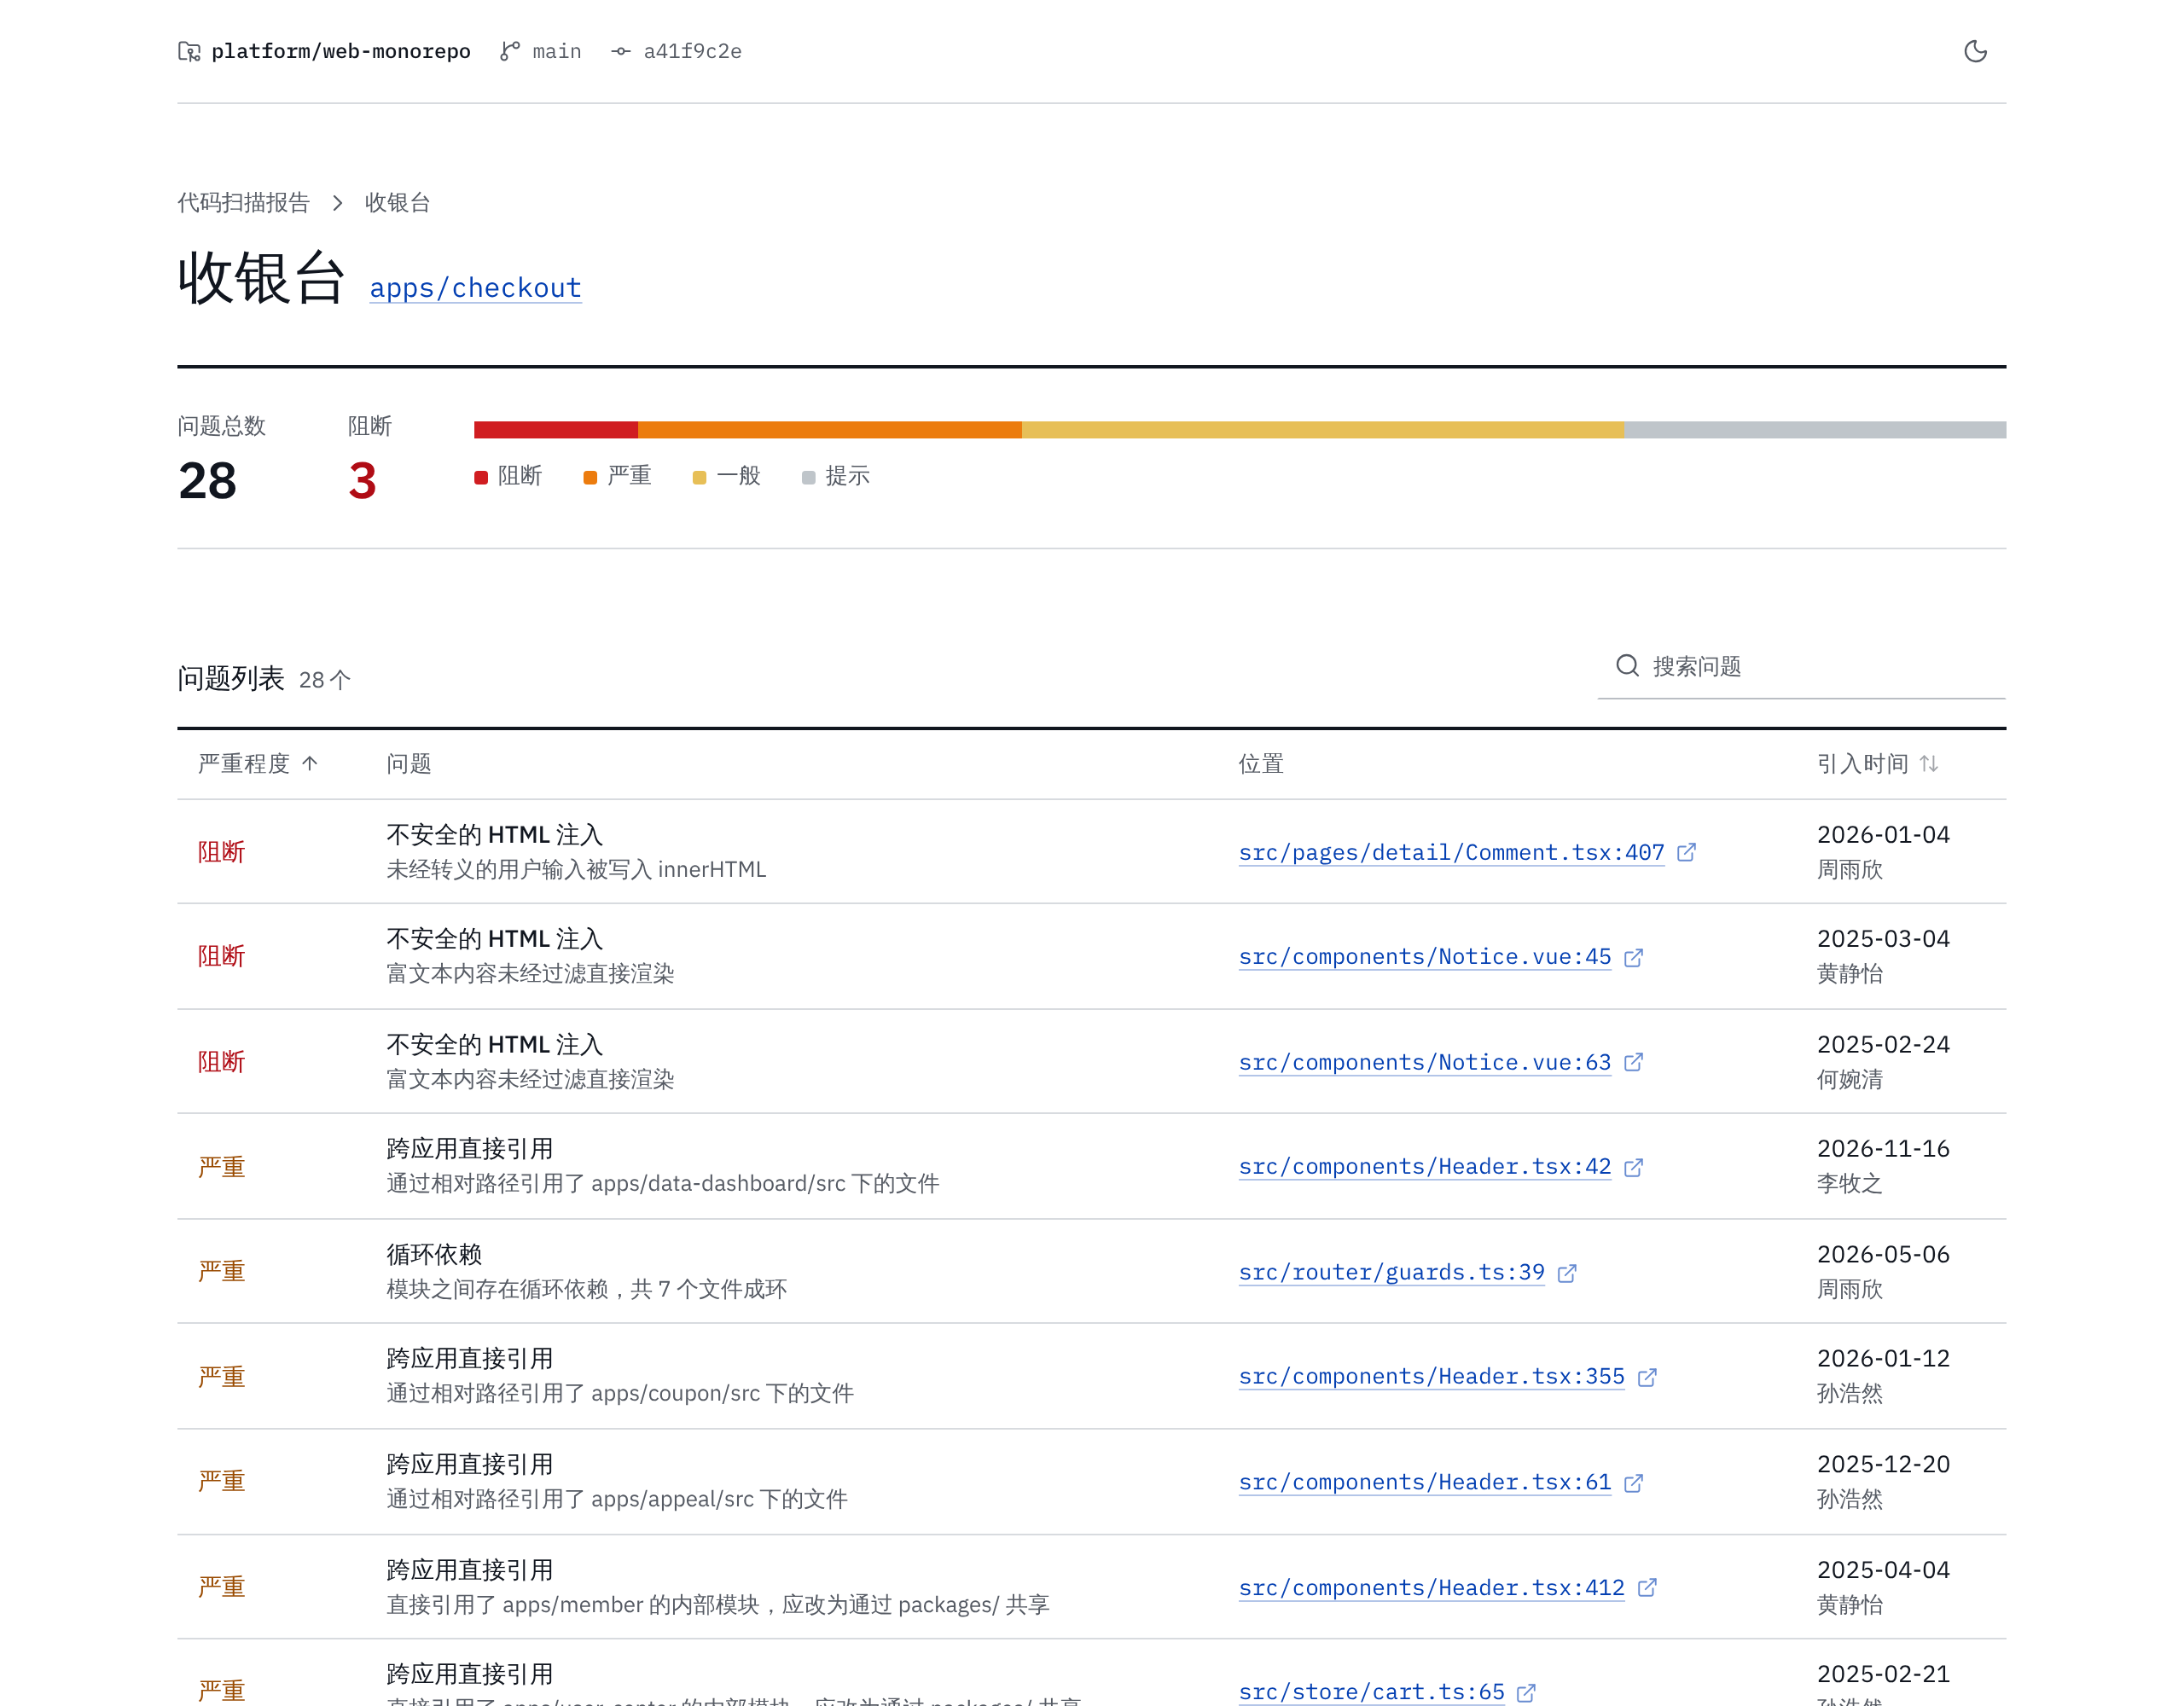 platform/web-monorepo main a41f9c2e
代码扫描报告 > 收银台
收银台 apps/checkout
问题总数 阻断
28 3
阻断 严重 一般 提示
问题列表 28 个
搜索问题
严重程度 ↑ 问题 位置 引入时间 ↑↓
阻断 不安全的 HTML 注入 src/pages/detail/Comment.tsx:407 2026-01-04
未经转义的用户输入被写入 innerHTML 周雨欣
阻断 不安全的 HTML 注入 src/components/Notice.vue:45 2025-03-04
富文本内容未经过滤直接渲染 黄静怡
阻断 不安全的 HTML 注入 src/components/Notice.vue:63 2025-02-24
富文本内容未经过滤直接渲染 何婉清
严重 跨应用直接引用 src/components/Header.tsx:42 2026-11-16
通过相对路径引用了 apps/data-dashboard/src 下的文件 李牧之
严重 循环依赖 src/router/guards.ts:39 2026-05-06
模块之间存在循环依赖，共 7 个文件成环 周雨欣
严重 跨应用直接引用 src/components/Header.tsx:355 2026-01-12
通过相对路径引用了 apps/coupon/src 下的文件 孙浩然
严重 跨应用直接引用 src/components/Header.tsx:61 2025-12-20
通过相对路径引用了 apps/appeal/src 下的文件 孙浩然
严重 跨应用直接引用 src/components/Header.tsx:412 2025-04-04
直接引用了 apps/member 的内部模块，应改为通过 packages/ 共享 黄静怡
严重 跨应用直接引用 src/store/cart.ts:65 2025-02-21